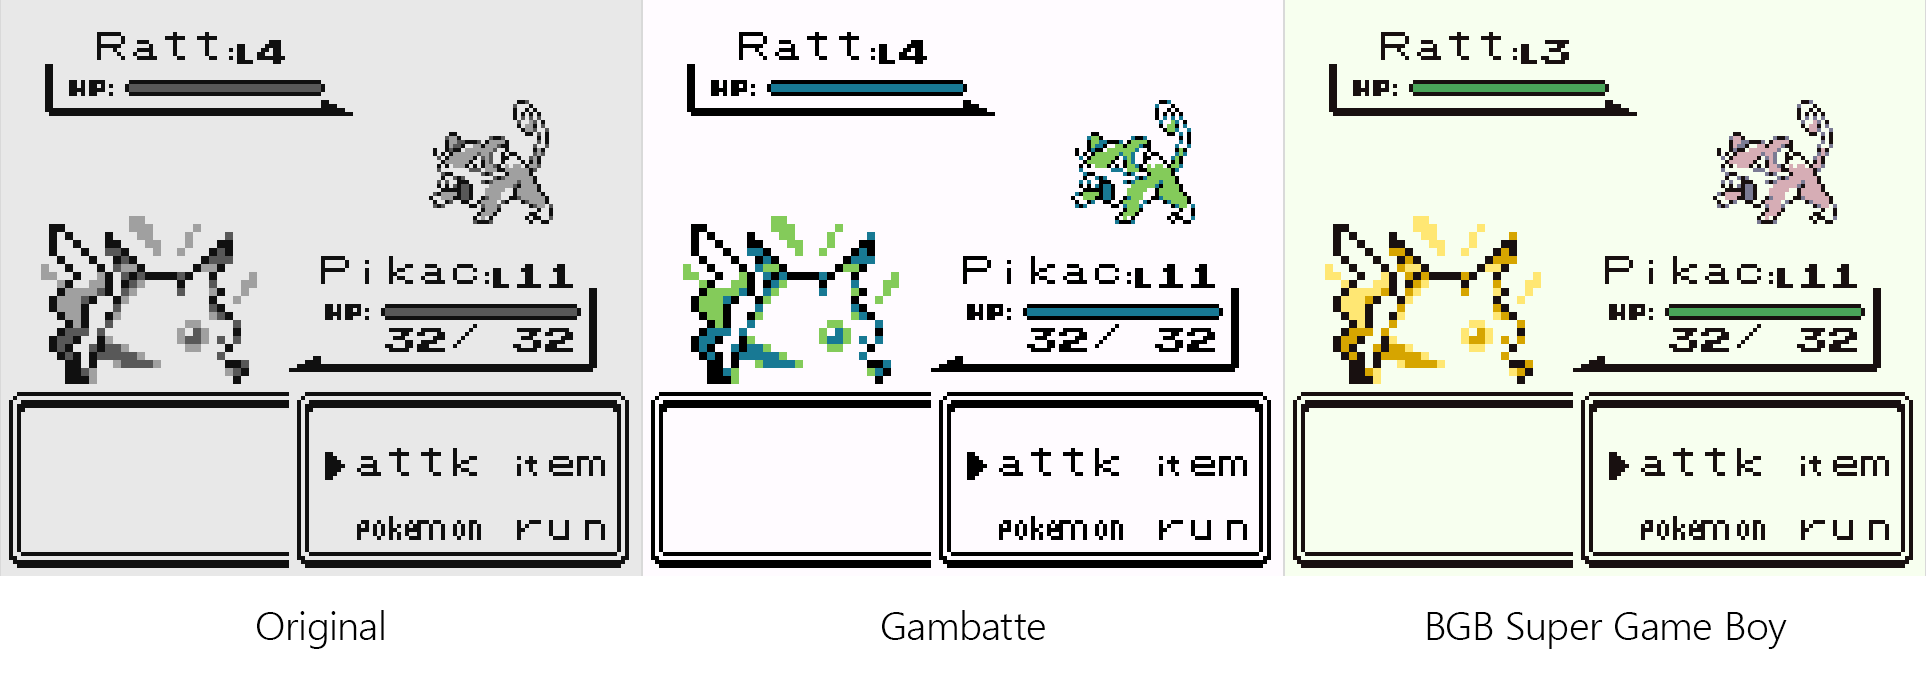 Ratt:L4
HP:
Pikac:L11
HP:
32/ 32
attk item
pokemon run
Original
Ratt:L4
HP:
Pikac:L11
HP:
32/ 32
attk item
pokemon run
Gambatte
Ratt:L3
HP:
Pikac:L11
HP:
32/ 32
attk item
pokemon run
BGB Super Game Boy